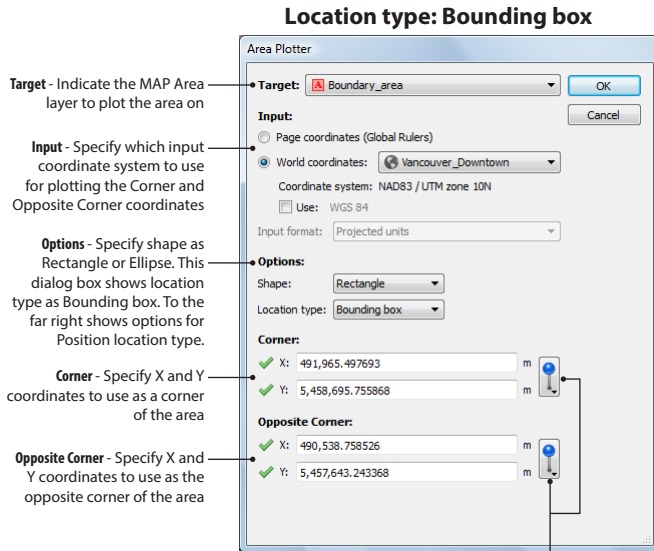 Location type: Bounding box
Area Plotter
Target - Indicate the MAP Area
layer to plot the area on
Input - Specify which input
coordinate system to use
for plotting the Corner and
Opposite Corner coordinates
Options - Specify shape as
Rectangle or Ellipse. This
dialog box shows location
type as Bounding box. To the
far right shows options for
Position location type.
Corner - Specify X and Y
coordinates to use as a corner
of the area
Opposite Corner - Specify X and
Y coordinates to use as the
opposite corner of the area
Target: A Boundary_area
OK
Cancel
Input:
Page coordinates (Global Rulers)
World coordinates: Vancouver_Downtown
Coordinate system: NAD83 / UTM zone 10N
Use: WGS 84
Input format: Projected units
Options:
Shape: Rectangle
Location type: Bounding box
Corner:
X: 491,965.497693 m
Y: 5,458,695.755868 m
Opposite Corner:
X: 490,538.758526 m
Y: 5,457,643.243368 m